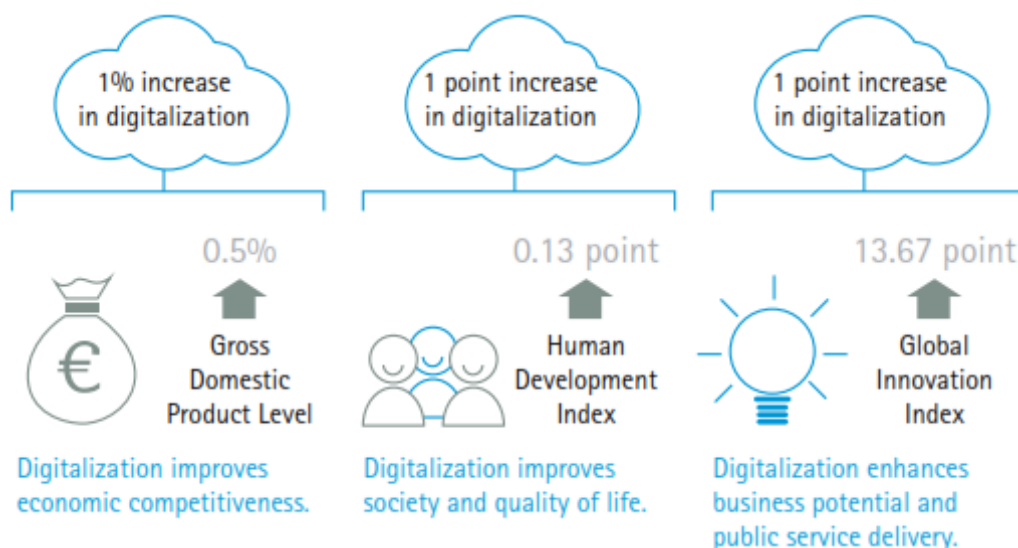 1% increase
in digitalization
0.5%
€
Gross
Domestic
Product Level
Digitalization improves
economic competitiveness.
1 point increase
in digitalization
0.13 point
Human
Development
Index
Digitalization improves
society and quality of life.
1 point increase
in digitalization
13.67 point
Global
Innovation
Index
Digitalization enhances
business potential and
public service delivery.